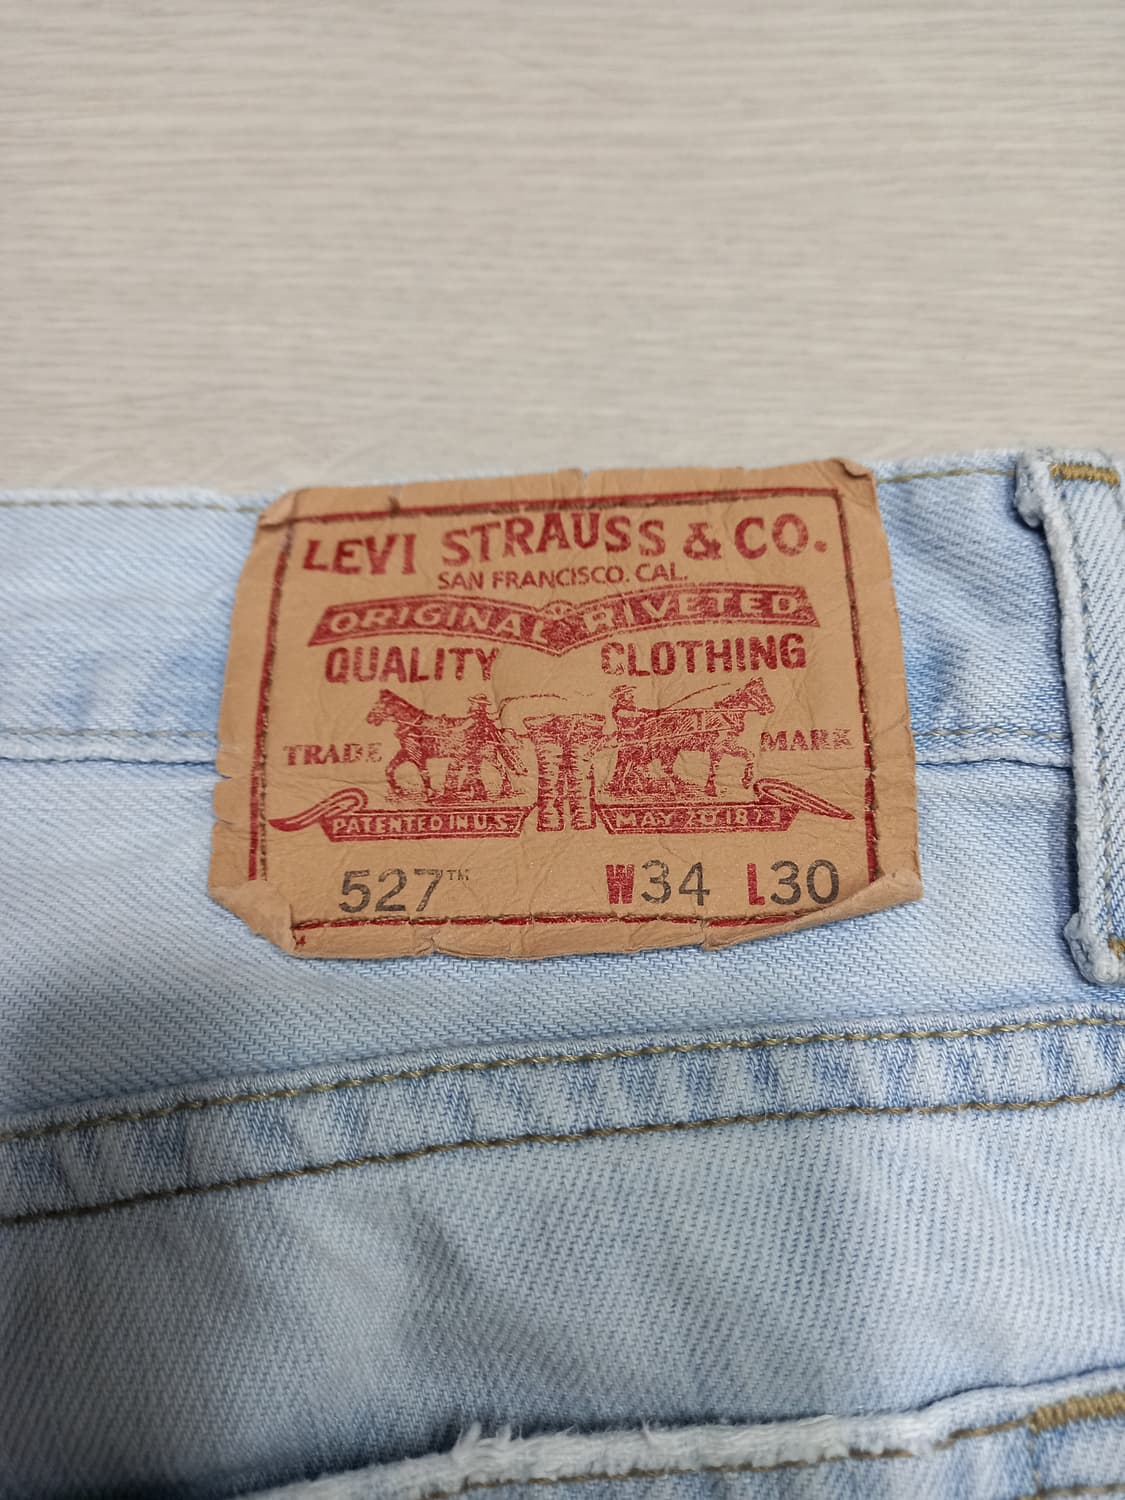 LEVI STRAUSS & CO.
SAN FRANCISCO. CAL.
ORIGINAL RIVETED
QUALITY CLOTHING
TRADE MARK
PATENTED IN U.S. MAY 20 1873
527™ W34 L30